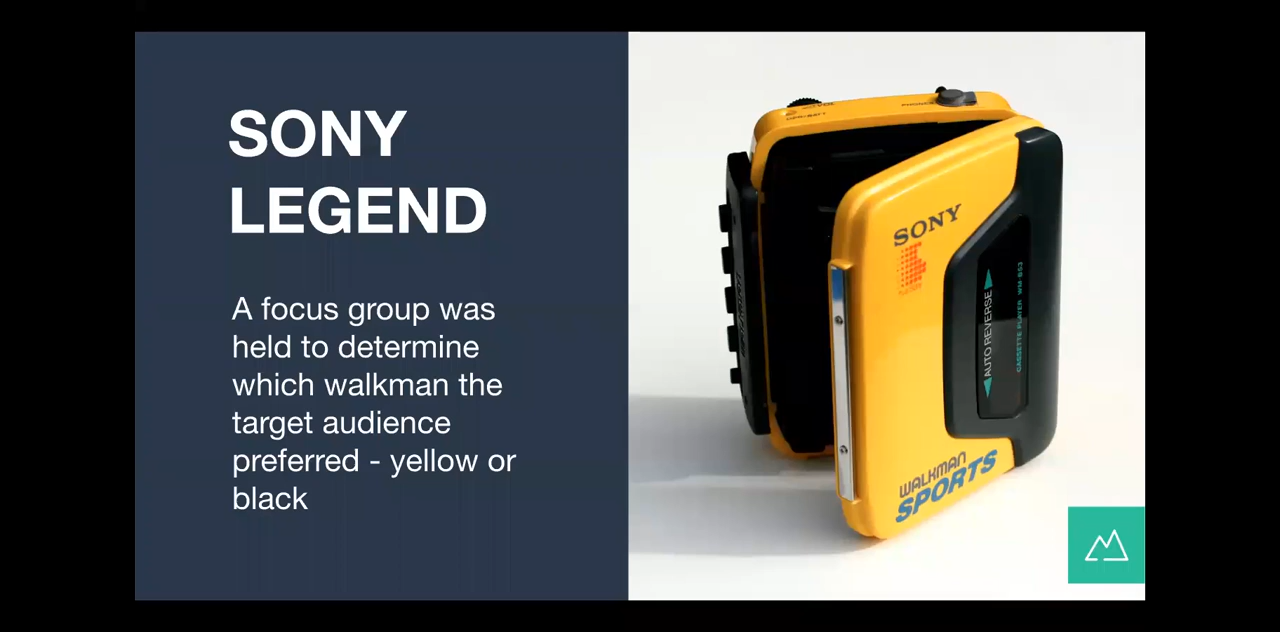 SONY
LEGEND
A focus group was
held to determine
which walkman the
target audience
preferred - yellow or
black
SONY
AUTO REVERSE
CASSETTE PLAYER WM-B52
WALKMAN
SPORTS